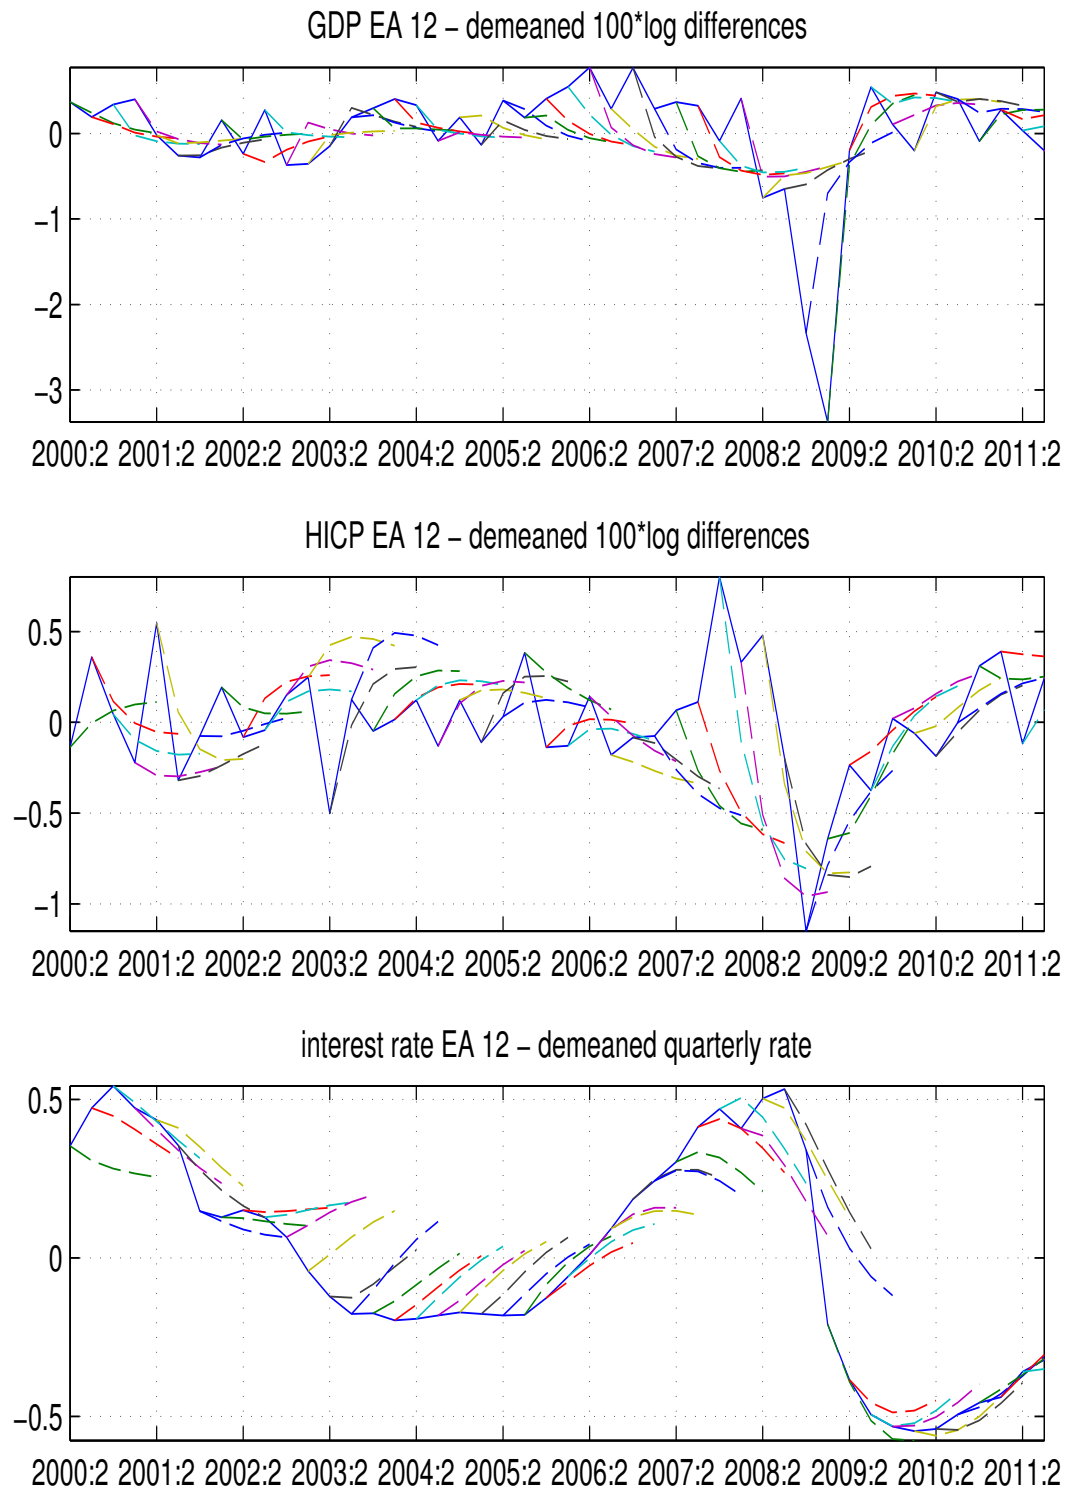 GDP EA 12 – demeaned 100*log differences
0
−1
−2
−3
2000:2 2001:2 2002:2 2003:2 2004:2 2005:2 2006:2 2007:2 2008:2 2009:2 2010:2 2011:2
HICP EA 12 – demeaned 100*log differences
0.5
0
−0.5
−1
2000:2 2001:2 2002:2 2003:2 2004:2 2005:2 2006:2 2007:2 2008:2 2009:2 2010:2 2011:2
interest rate EA 12 – demeaned quarterly rate
0.5
0
−0.5
2000:2 2001:2 2002:2 2003:2 2004:2 2005:2 2006:2 2007:2 2008:2 2009:2 2010:2 2011:2